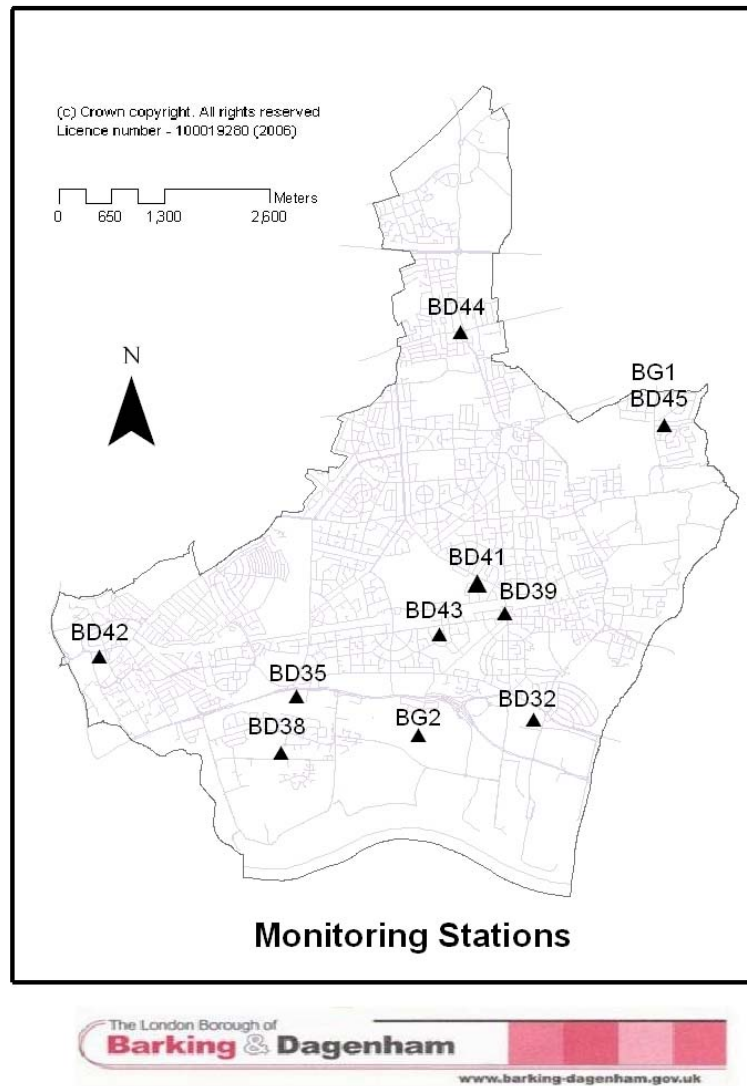 (c) Crown copyright. All rights reserved
Licence number - 100019280 (2006)
Meters
0 650 1,300 2,600
N
BD44
BG1
BD45
BD41
BD39
BD43
BD42
BD35
BD32
BG2
BD38
Monitoring Stations
The London Borough of
Barking & Dagenham
www.barking-dagenham.gov.uk